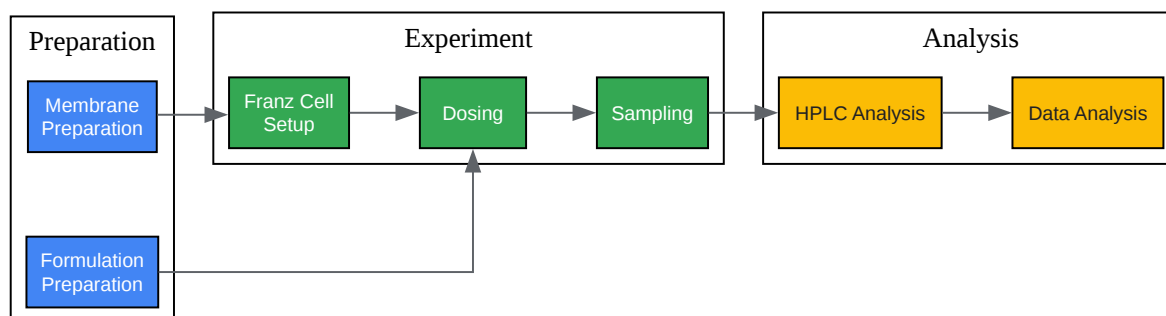 Preparation
Membrane
Preparation
Formulation
Preparation
Experiment
Franz Cell
Setup
Dosing
Sampling
Analysis
HPLC Analysis
Data Analysis